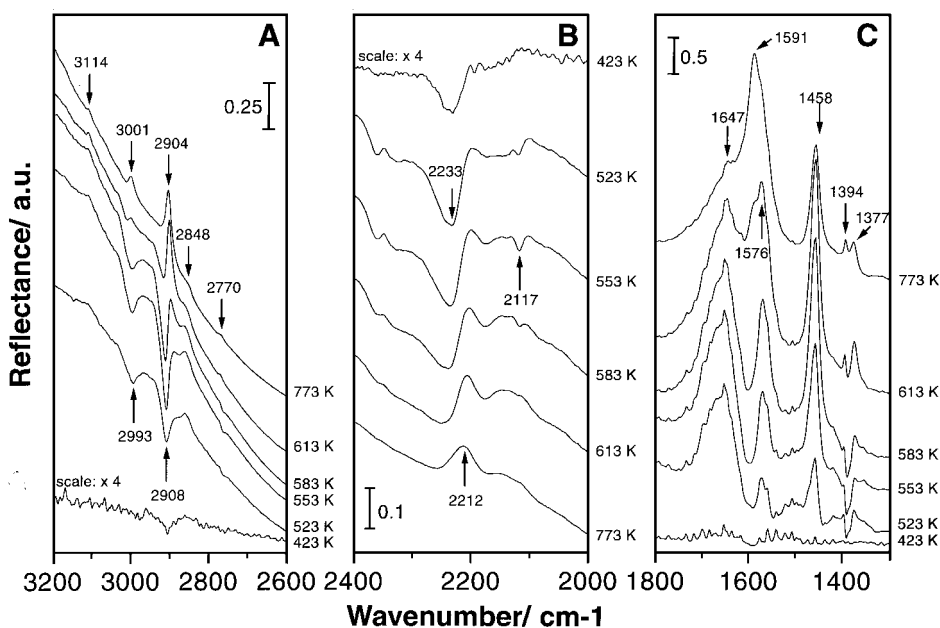 A
3114
3001
2904
0.25
2848
2770
773 K
613 K
583 K
553 K
523 K
423 K
2993
2908
scale: x 4
3200
3000
2800
2600
B
scale: x 4
423 K
2233
523 K
2117
553 K
583 K
613 K
2212
0.1
773 K
2400
2200
2000
C
0.5
1591
1647
1458
1394
1377
1576
773 K
613 K
583 K
553 K
523 K
423 K
1800
1600
1400
Reflectance/ a.u.
Wavenumber/ cm-1